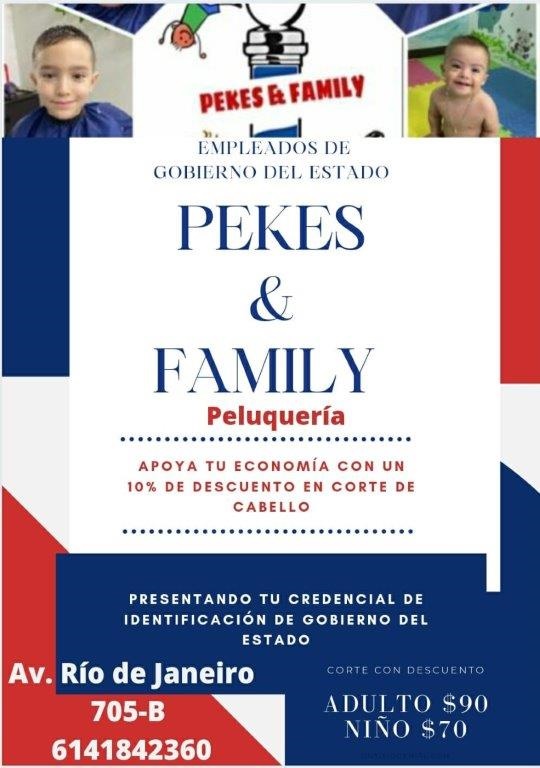 PEKES & FAMILY
EMPLEADOS DE
GOBIERNO DEL ESTADO
PEKES
&
FAMILY
Peluquería
APOYA TU ECONOMÍA CON UN
10% DE DESCUENTO EN CORTE DE
CABELLO
PRESENTANDO TU CREDENCIAL DE
IDENTIFICACIÓN DE GOBIERNO DEL
ESTADO
Av. Río de Janeiro
705-B
6141842360
CORTE CON DESCUENTO
ADULTO $90
NIÑO $70